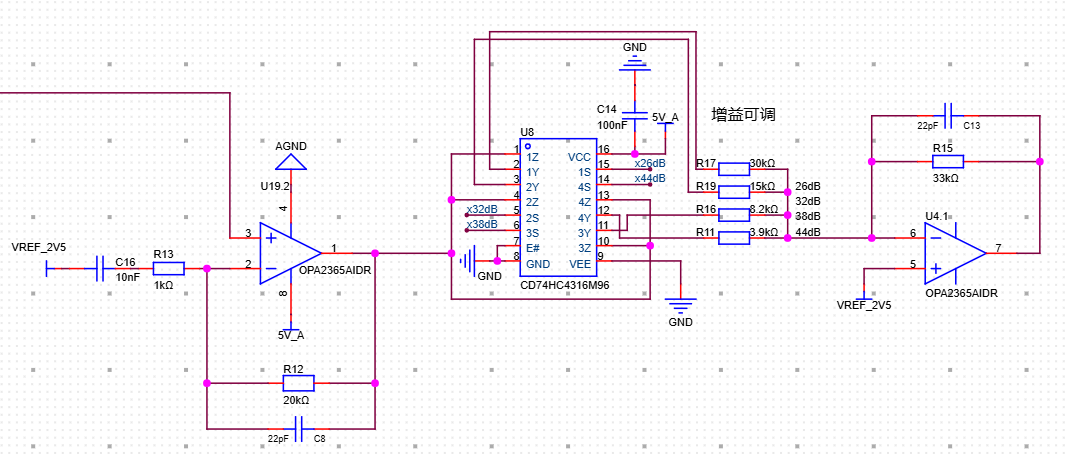 GND
C14
100nF
5V_A
增益可调
22pF C13
R15
33kΩ
AGND
U19.2
4
3
2
1
8
OPA2365AIDR
5V_A
VREF_2V5
C16
10nF
R13
1kΩ
R12
20kΩ
22pF C8
U8
1 1Z VCC 16
2 1Y 1S 15 x26dB
3 2Y 4S 14 x44dB
4 2Z 4Z 13
x32dB 5 2S 4Y 12
x38dB 6 3S 3Y 11
7 E# 3Z 10
8 GND VEE 9
GND
CD74HC4316M96
GND
R17 30kΩ
R19 15kΩ 26dB
32dB
R16 8.2kΩ 38dB
R11 3.9kΩ 44dB
U4.1
6
5
7
VREF_2V5
OPA2365AIDR